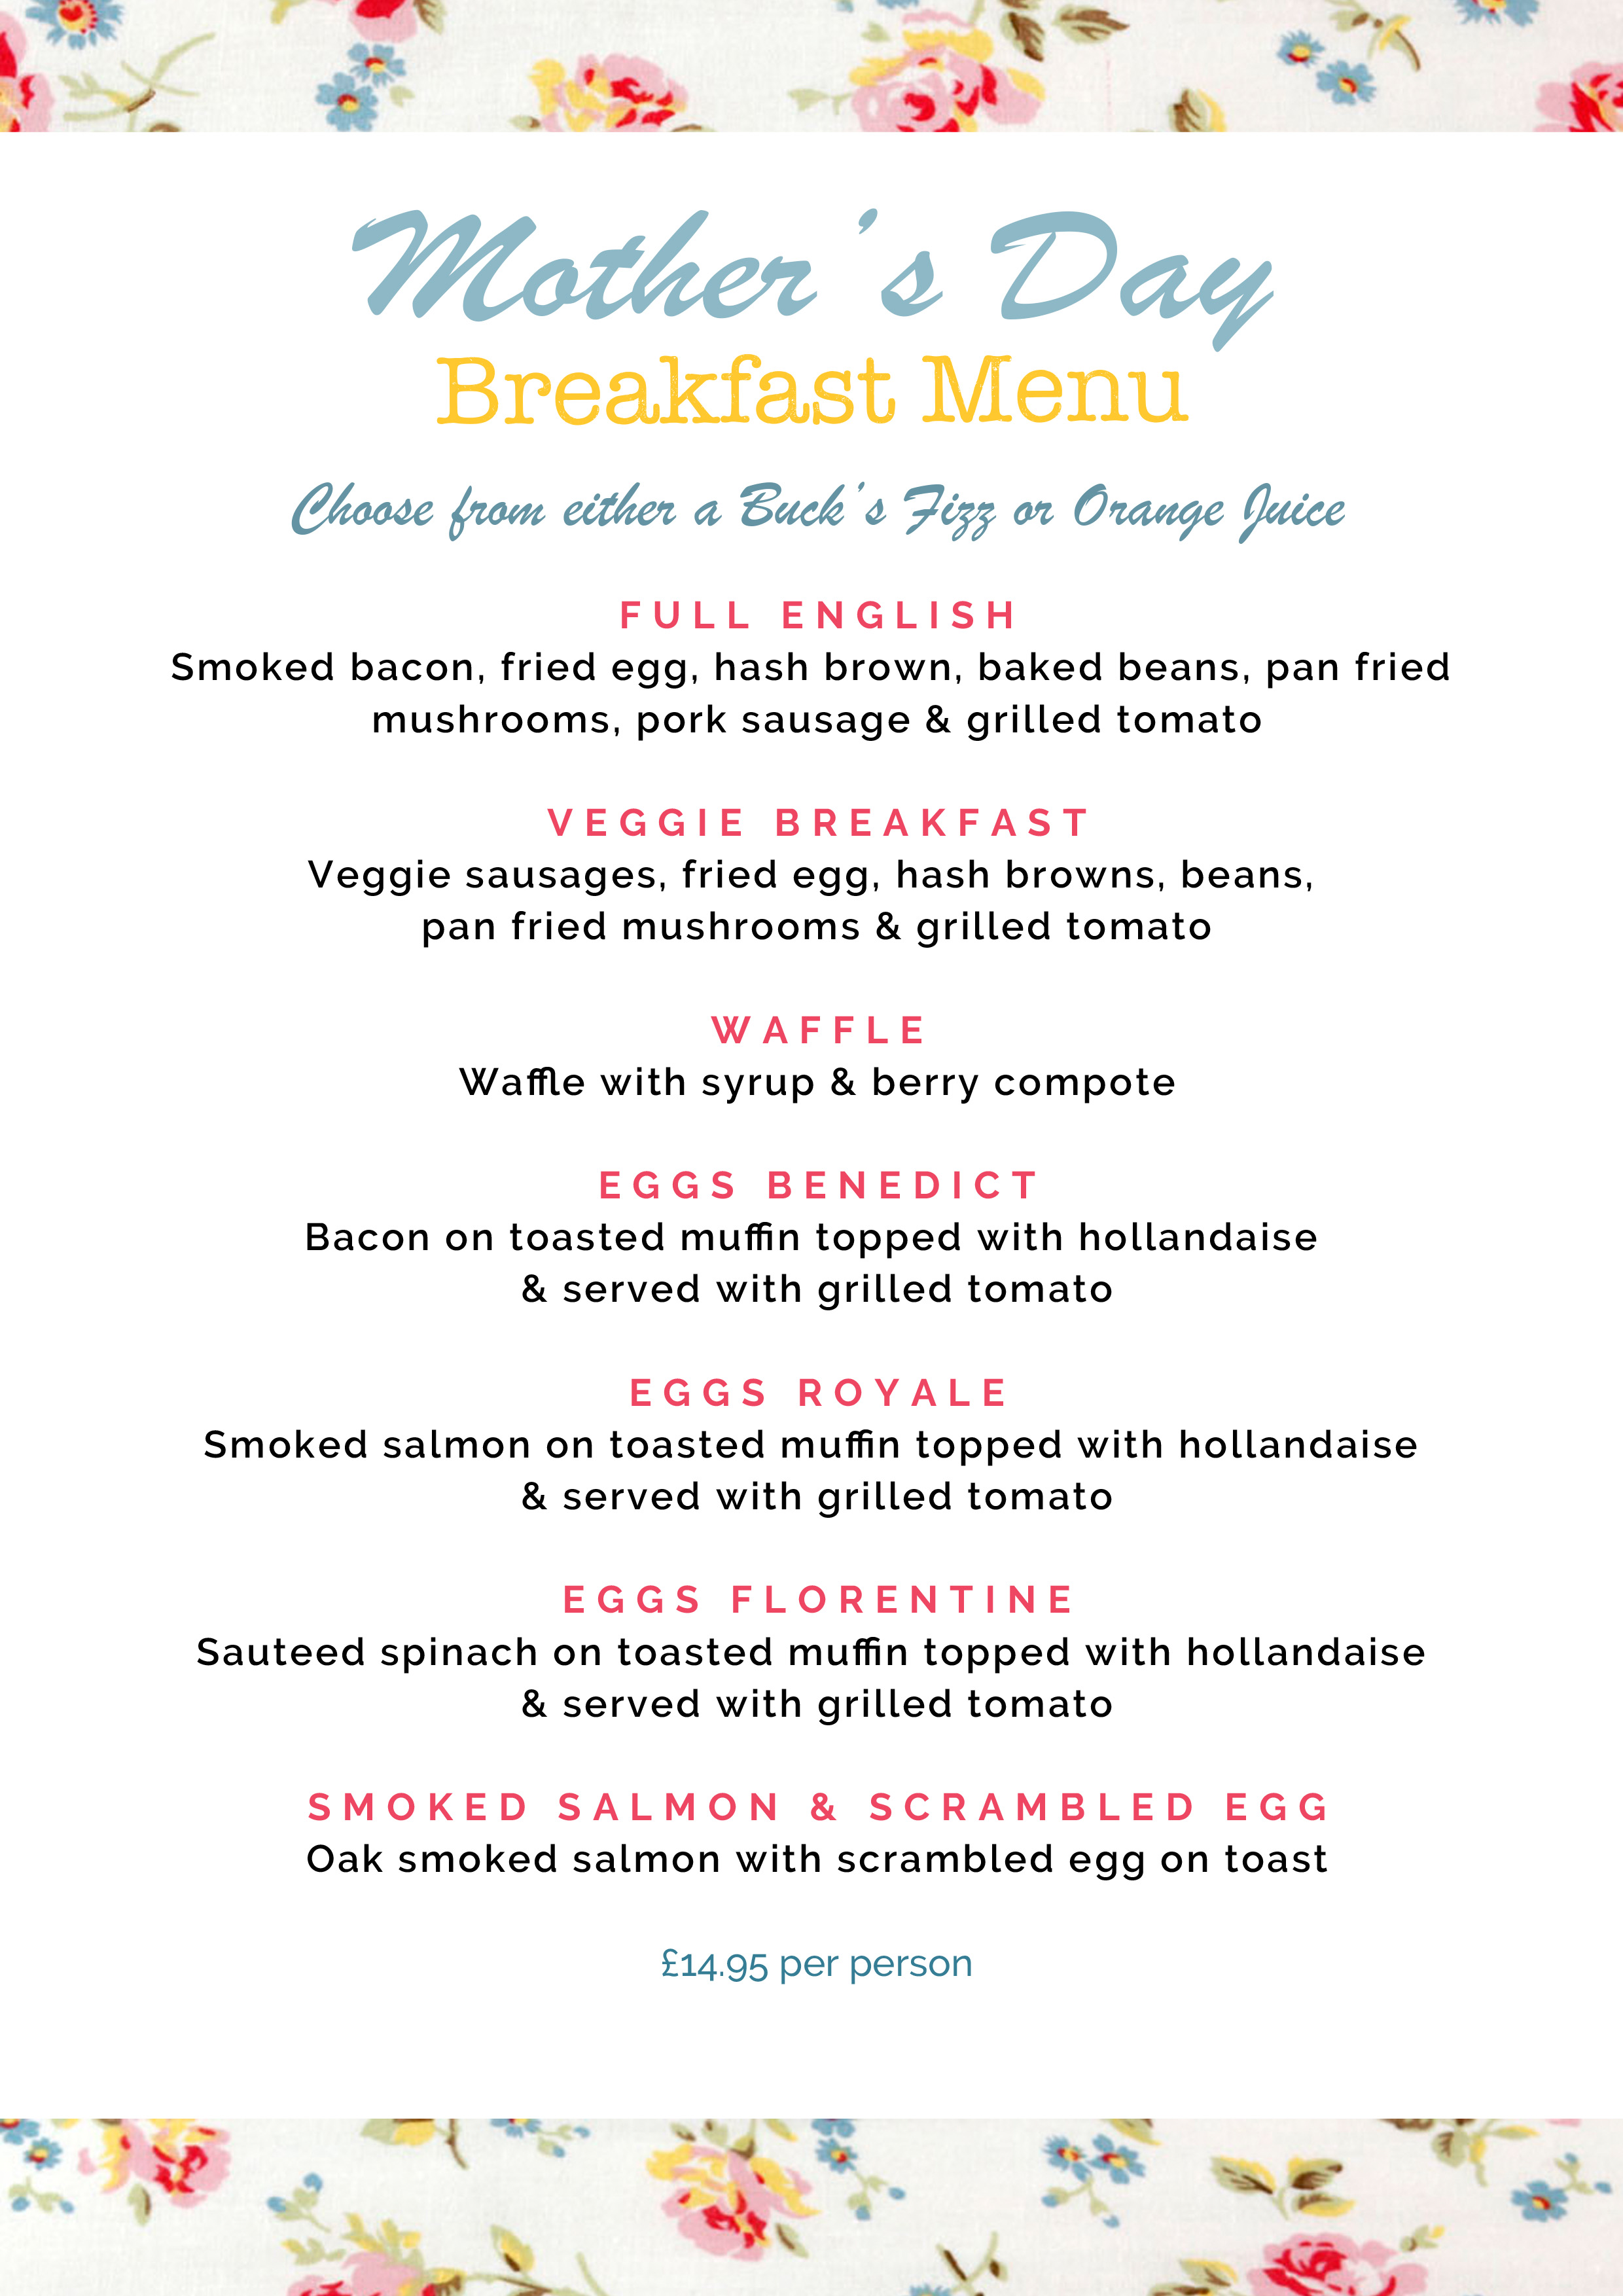 Mother's Day
Breakfast Menu
Choose from either a Buck's Fizz or Orange Juice
FULL ENGLISH
Smoked bacon, fried egg, hash brown, baked beans, pan fried
mushrooms, pork sausage & grilled tomato
VEGGIE BREAKFAST
Veggie sausages, fried egg, hash browns, beans,
pan fried mushrooms & grilled tomato
WAFFLE
Waffle with syrup & berry compote
EGGS BENEDICT
Bacon on toasted muffin topped with hollandaise
& served with grilled tomato
EGGS ROYALE
Smoked salmon on toasted muffin topped with hollandaise
& served with grilled tomato
EGGS FLORENTINE
Sauteed spinach on toasted muffin topped with hollandaise
& served with grilled tomato
SMOKED SALMON & SCRAMBLED EGG
Oak smoked salmon with scrambled egg on toast
£14.95 per person